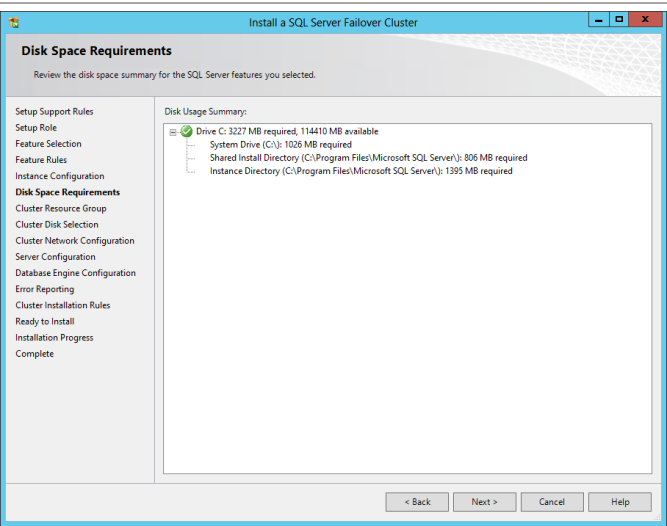 Install a SQL Server Failover Cluster
Disk Space Requirements
Review the disk space summary for the SQL Server features you selected.
Setup Support Rules
Setup Role
Feature Selection
Feature Rules
Instance Configuration
Disk Space Requirements
Cluster Resource Group
Cluster Disk Selection
Cluster Network Configuration
Server Configuration
Database Engine Configuration
Error Reporting
Cluster Installation Rules
Ready to Install
Installation Progress
Complete
Disk Usage Summary:
Drive C: 3227 MB required, 114410 MB available
System Drive (C:\): 1026 MB required
Shared Install Directory (C:\Program Files\Microsoft SQL Server\): 806 MB required
Instance Directory (C:\Program Files\Microsoft SQL Server\): 1395 MB required
< Back
Next >
Cancel
Help